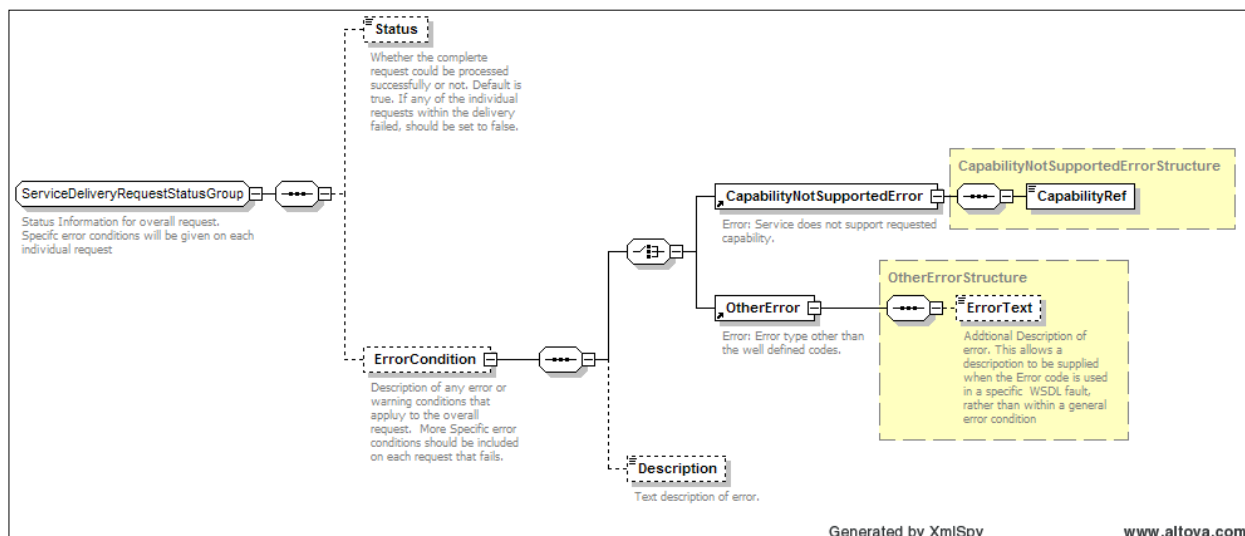 Status
Whether the complerte
request could be processed
successfully or not. Default is
true. If any of the individual
requests within the delivery
failed, should be set to false.
ServiceDeliveryRequestStatusGroup
Status Information for overall request.
Specifc error conditions will be given on each
individual request
CapabilityNotSupportedErrorStructure
CapabilityNotSupportedError
CapabilityRef
Error: Service does not support requested
capability.
OtherErrorStructure
OtherError
ErrorText
Error: Error type other than
the well defined codes.
Addtional Description of
error. This allows a
descripotion to be supplied
when the Error code is used
in a specific WSDL fault,
rather than within a general
error condition
ErrorCondition
Description of any error or
warning conditions that
appluy to the overall
request. More Specific error
conditions should be included
on each request that fails.
Description
Text description of error.
Generated by XmlSpy
www.altova.com